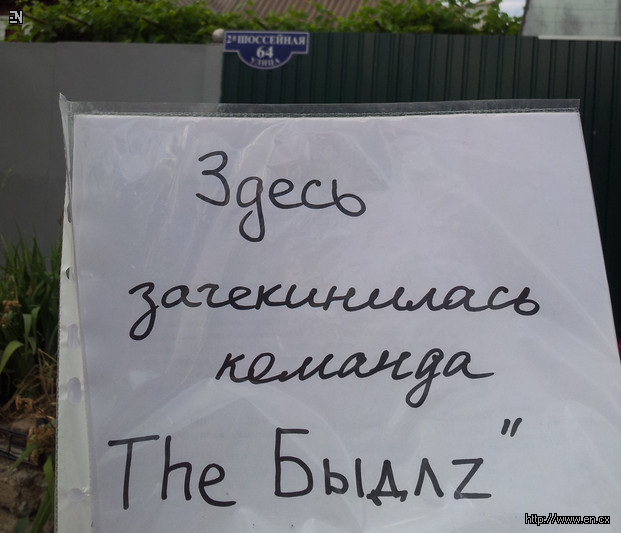 EN
2я ШОССЕЙНАЯ
64
УЛИЦА
Здесь
зачекинилась
команда
The Быдлz"
http://www.en.cx